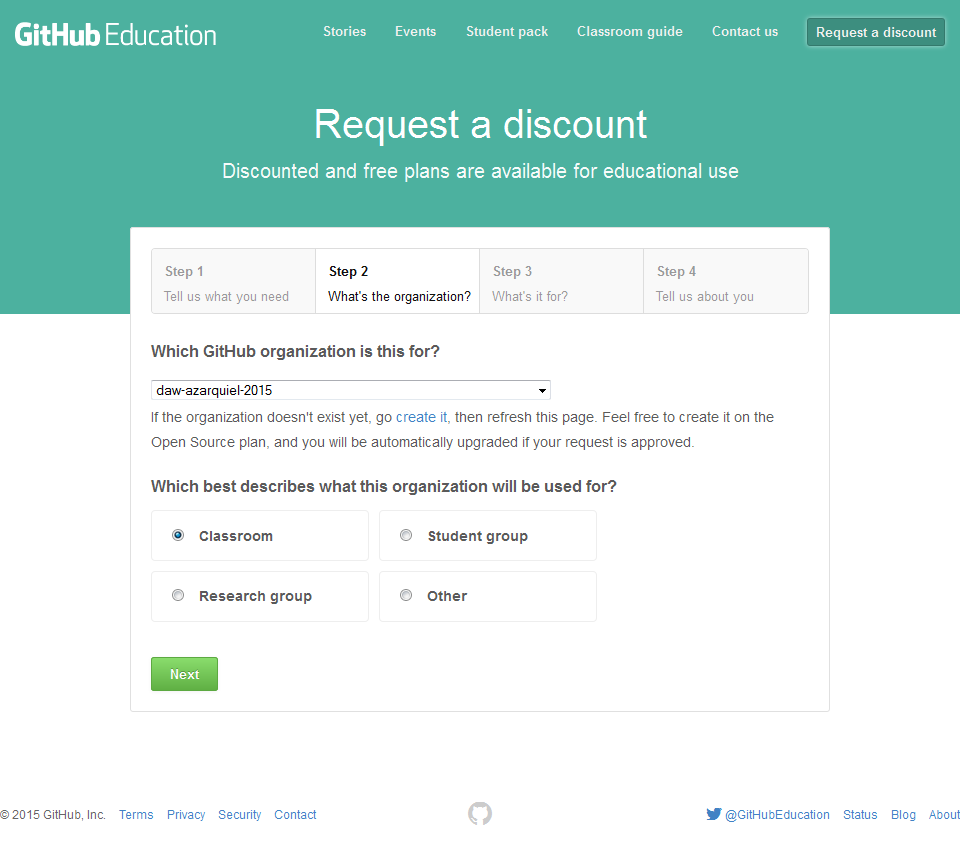 GitHub Education Stories Events Student pack Classroom guide Contact us Request a discount
Request a discount
Discounted and free plans are available for educational use
Step 1 Step 2 Step 3 Step 4
Tell us what you need What's the organization? What's it for? Tell us about you
Which GitHub organization is this for?
daw-azarquiel-2015
If the organization doesn't exist yet, go create it, then refresh this page. Feel free to create it on the
Open Source plan, and you will be automatically upgraded if your request is approved.
Which best describes what this organization will be used for?
Classroom Student group
Research group Other
Next
© 2015 GitHub, Inc. Terms Privacy Security Contact @GitHubEducation Status Blog About